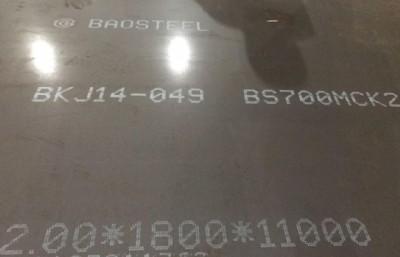 @ BAOSTEEL
BKJ14-049 BS700MCK2
2.00*1800*11000